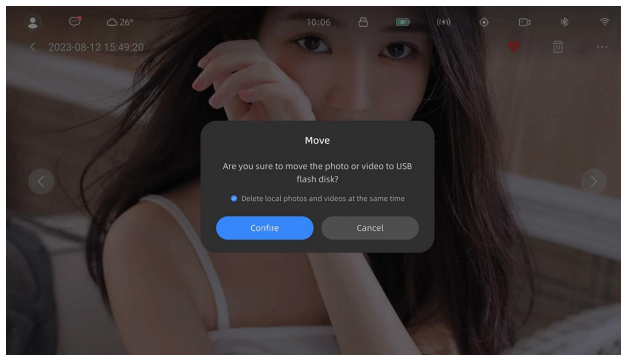 26°
10:06
2023-08-12 15:49:20
Move
Are you sure to move the photo or video to USB
flash disk?
Delete local photos and videos at the same time
Confire
Cancel